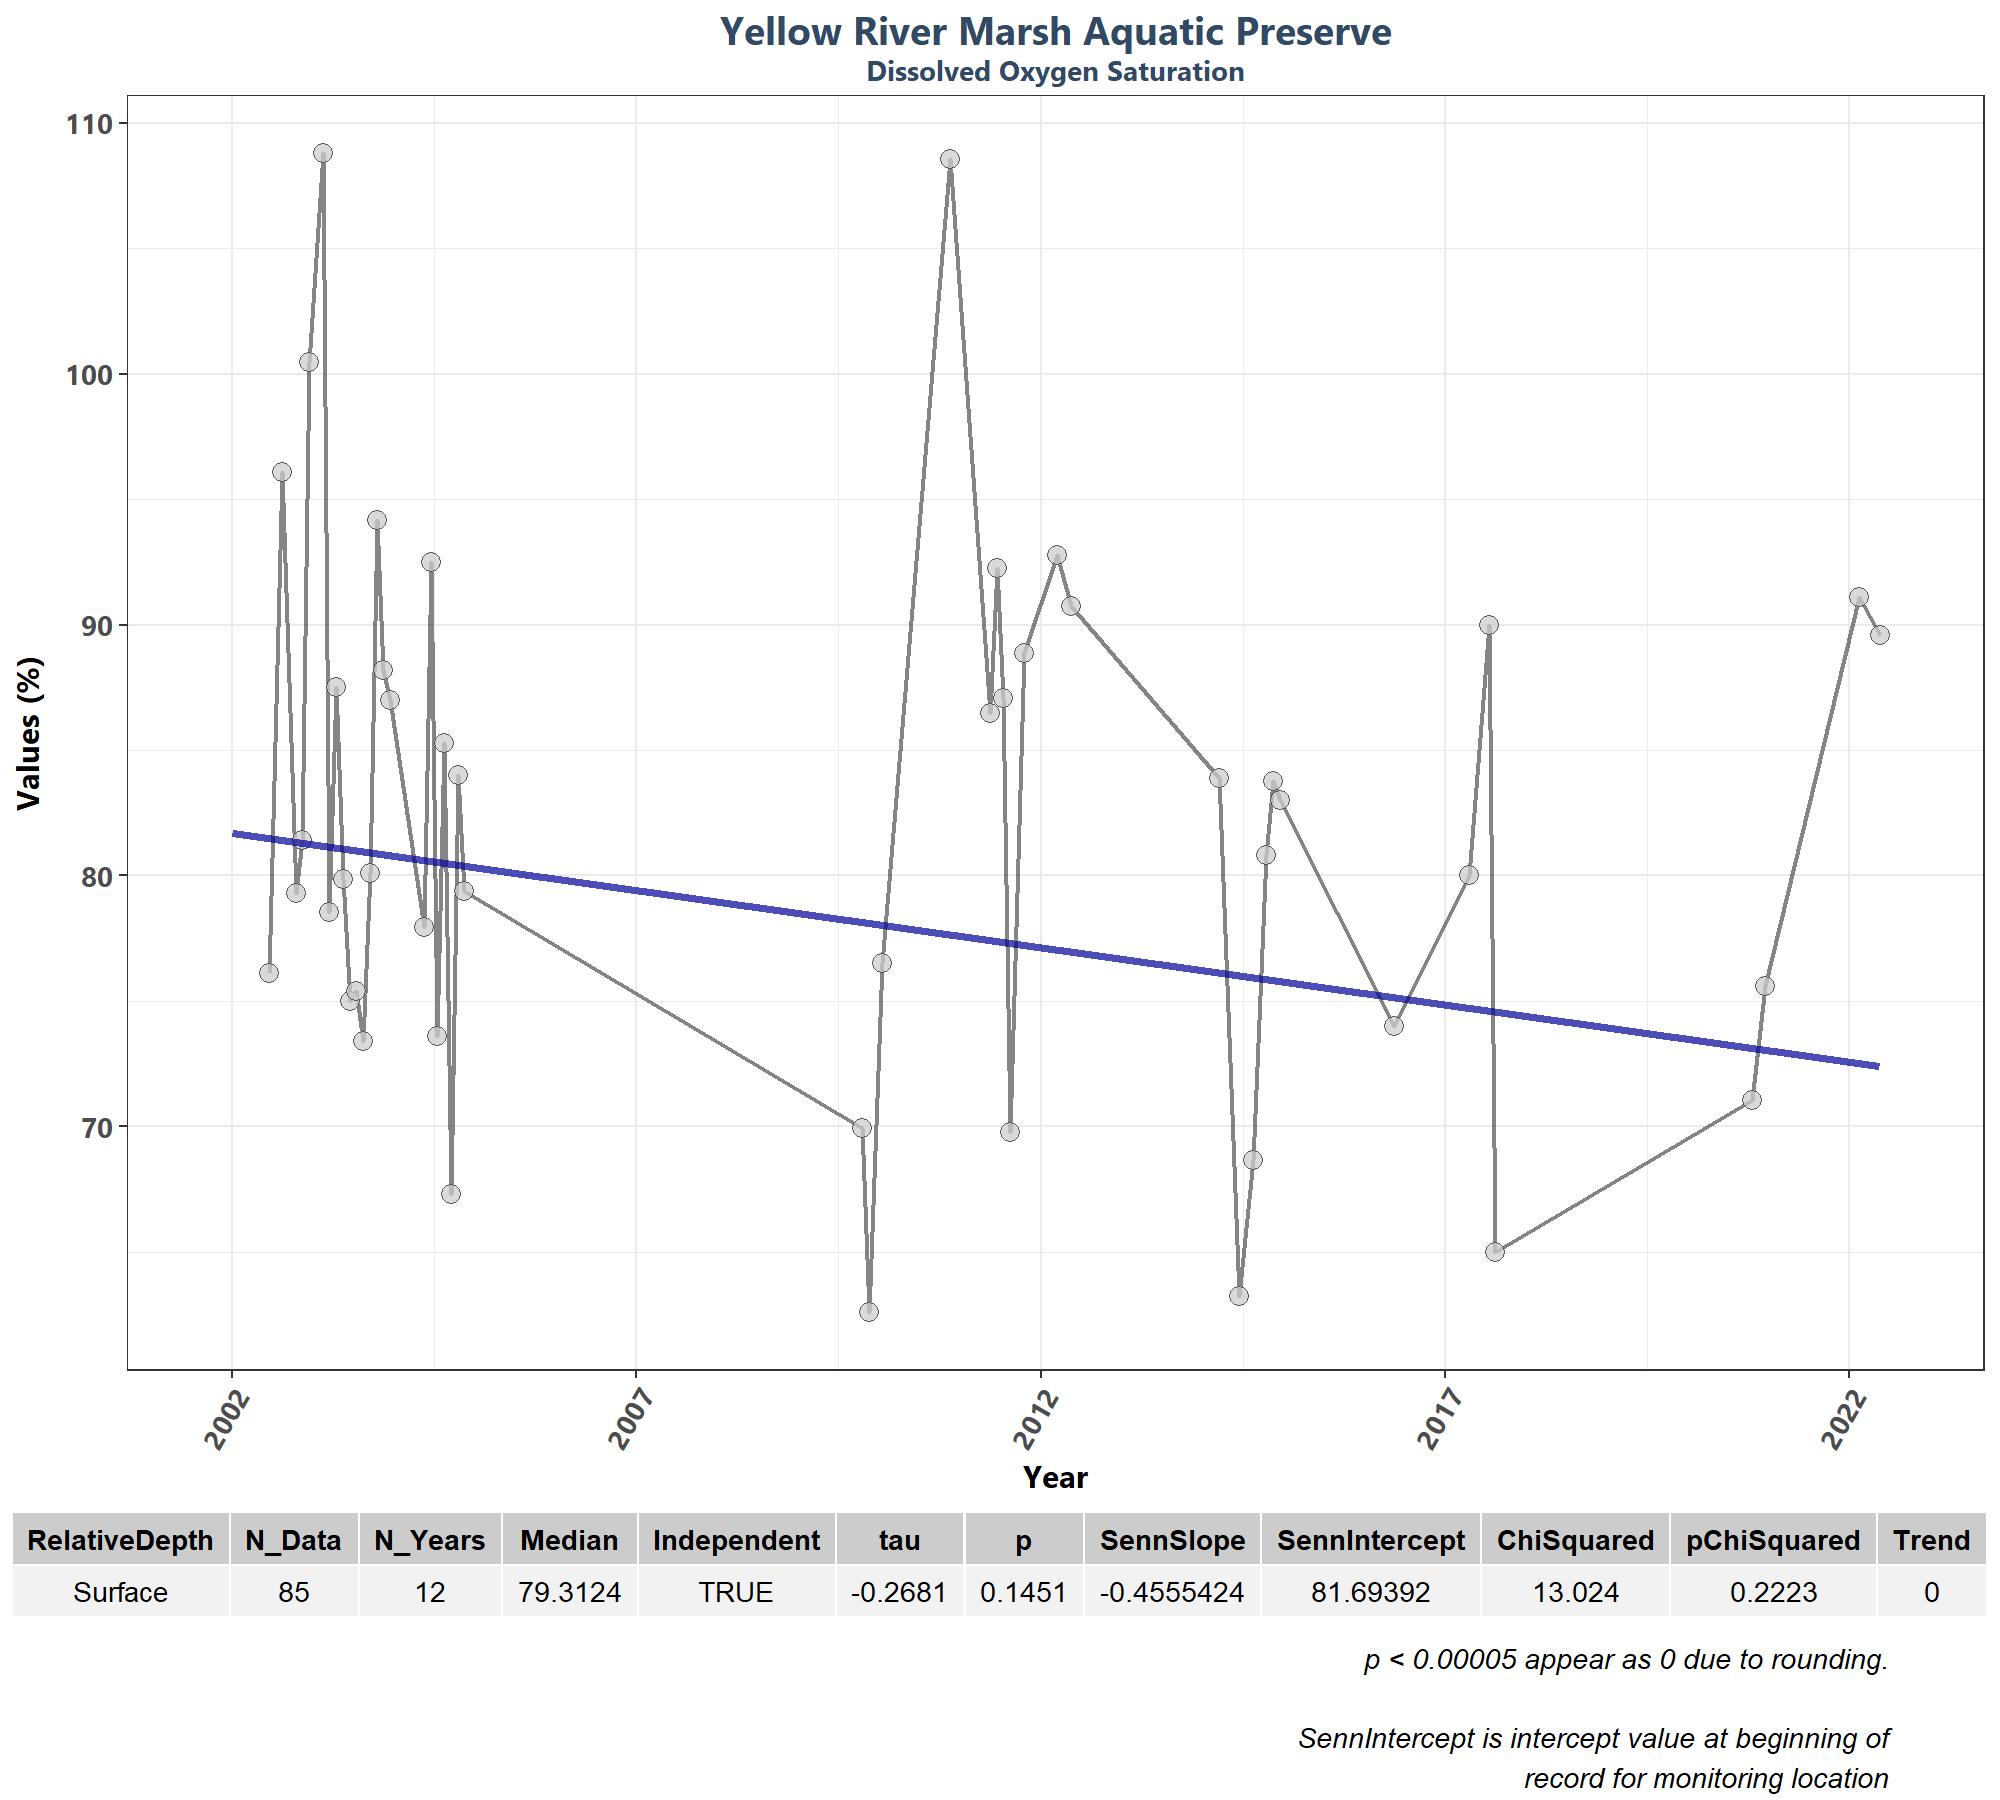 Yellow River Marsh Aquatic Preserve
Dissolved Oxygen Saturation
110
100
90
80
70
Values (%)
2002
2007
2012
2017
2022
Year
RelativeDepth N_Data N_Years Median Independent tau p SennSlope SennIntercept ChiSquared pChiSquared Trend
Surface 85 12 79.3124 TRUE -0.2681 0.1451 -0.4555424 81.69392 13.024 0.2223 0
p < 0.00005 appear as 0 due to rounding.
SennIntercept is intercept value at beginning of
record for monitoring location